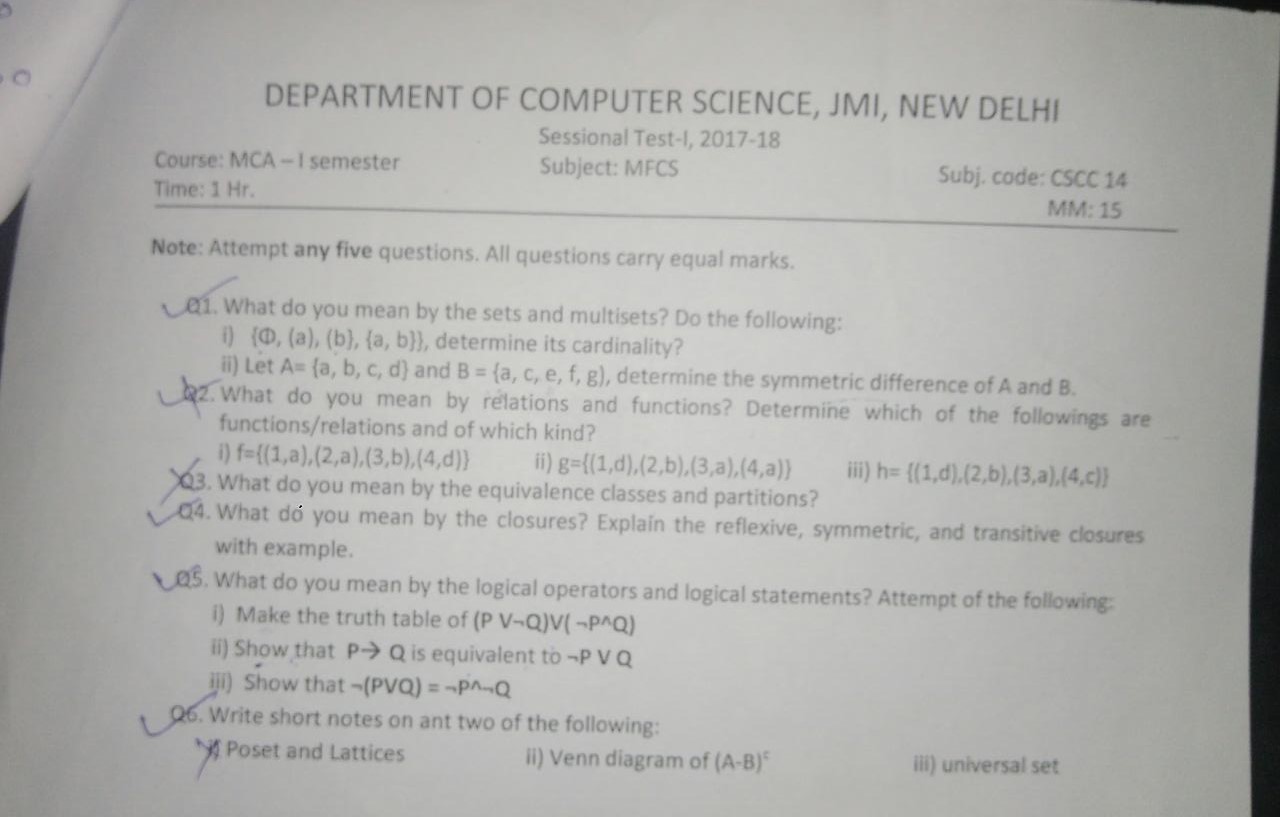 DEPARTMENT OF COMPUTER SCIENCE, JMI, NEW DELHI
Sessional Test-I, 2017-18
Course: MCA – I semester Subject: MFCS Subj. code: CSCC 14
Time: 1 Hr. MM: 15
Note: Attempt any five questions. All questions carry equal marks.
Q1. What do you mean by the sets and multisets? Do the following:
i) {Φ, (a), (b}, {a, b}}, determine its cardinality?
ii) Let A= {a, b, c, d} and B = {a, c, e, f, g), determine the symmetric difference of A and B.
Q2. What do you mean by relations and functions? Determine which of the followings are
functions/relations and of which kind?
i) f={(1,a),(2,a),(3,b),(4,d)} ii) g={(1,d),(2,b),(3,a),(4,a)} iii) h= {(1,d),(2,b),(3,a),(4,c)}
Q3. What do you mean by the equivalence classes and partitions?
Q4. What do you mean by the closures? Explain the reflexive, symmetric, and transitive closures
with example.
Q5. What do you mean by the logical operators and logical statements? Attempt of the following:
i) Make the truth table of (P V¬Q)V( ¬P^Q)
ii) Show that P→ Q is equivalent to ¬P V Q
iii) Show that ¬(PVQ) = ¬P^¬Q
Q6. Write short notes on ant two of the following:
i) Poset and Lattices ii) Venn diagram of (A-B)ᶜ iii) universal set